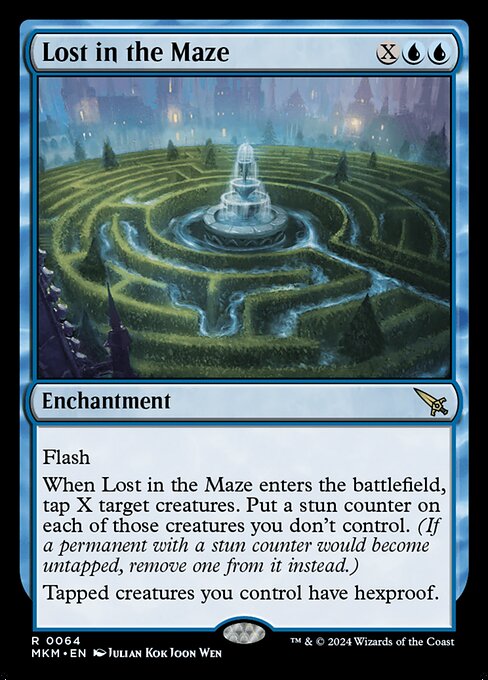 Lost in the Maze X
Enchantment
Flash
When Lost in the Maze enters the battlefield,
tap X target creatures. Put a stun counter on
each of those creatures you don't control. (If
a permanent with a stun counter would become
untapped, remove one from it instead.)
Tapped creatures you control have hexproof.
R 0064
MKM • EN Julian Kok Joon Wen
™ & © 2024 Wizards of the Coast